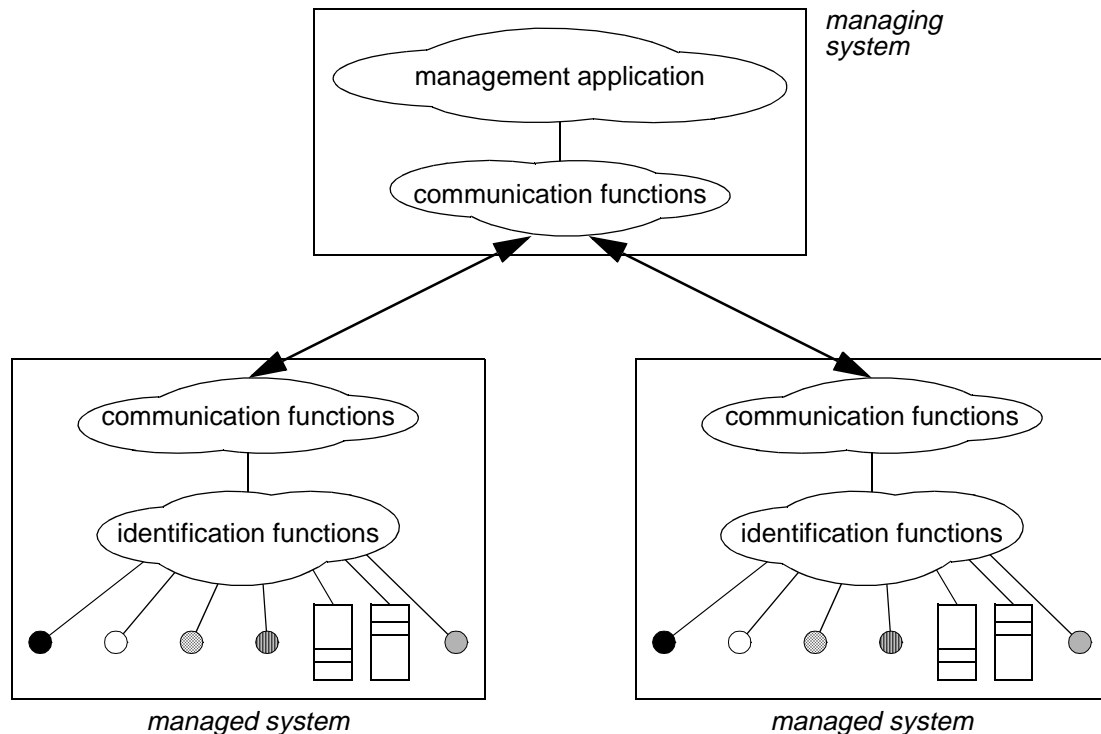 managing
system
management application
communication functions
communication functions
identification functions
managed system
communication functions
identification functions
managed system